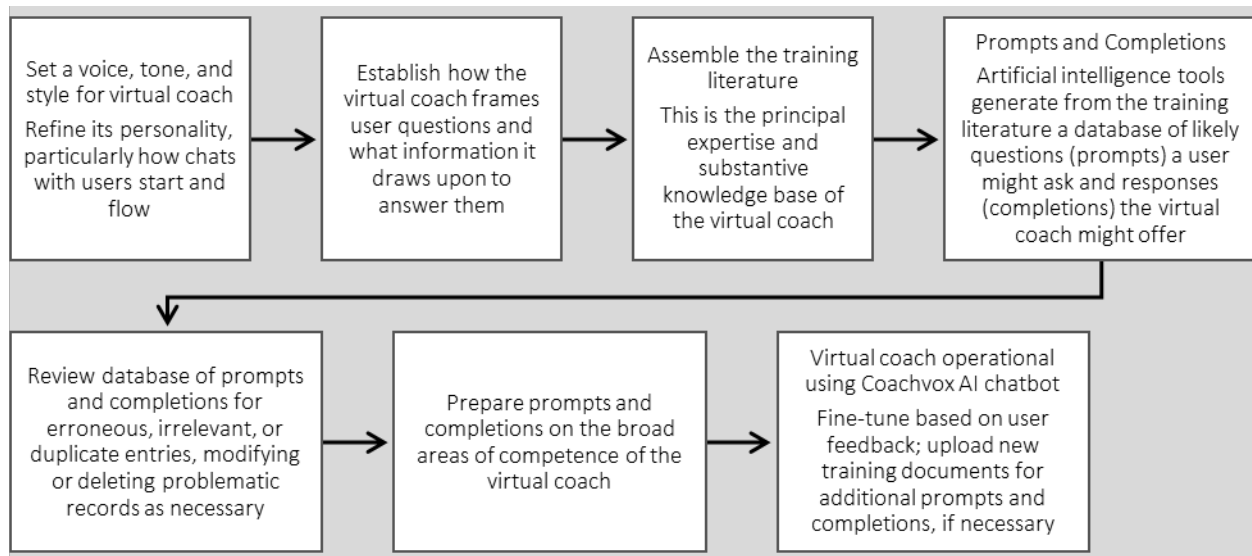 Set a voice, tone, and
style for virtual coach
Refine its personality,
particularly how chats
with users start and
flow
Establish how the
virtual coach frames
user questions and
what information it
draws upon to
answer them
Assemble the training
literature
This is the principal
expertise and
substantive
knowledge base of
the virtual coach
Prompts and Completions
Artificial intelligence tools
generate from the training
literature a database of likely
questions (prompts) a user
might ask and responses
(completions) the virtual
coach might offer
Review database of prompts
and completions for
erroneous, irrelevant, or
duplicate entries, modifying
or deleting problematic
records as necessary
Prepare prompts and
completions on the broad
areas of competence of the
virtual coach
Virtual coach operational
using Coachvox AI chatbot
Fine-tune based on user
feedback; upload new
training documents for
additional prompts and
completions, if necessary